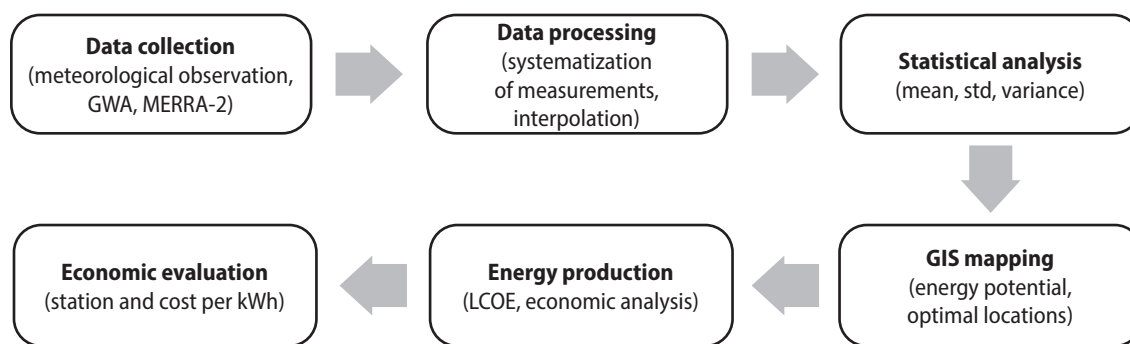 Data collection
(meteorological observation,
GWA, MERRA-2)
Data processing
(systematization
of measurements,
interpolation)
Statistical analysis
(mean, std, variance)
GIS mapping
(energy potential,
optimal locations)
Energy production
(LCOE, economic analysis)
Economic evaluation
(station and cost per kWh)